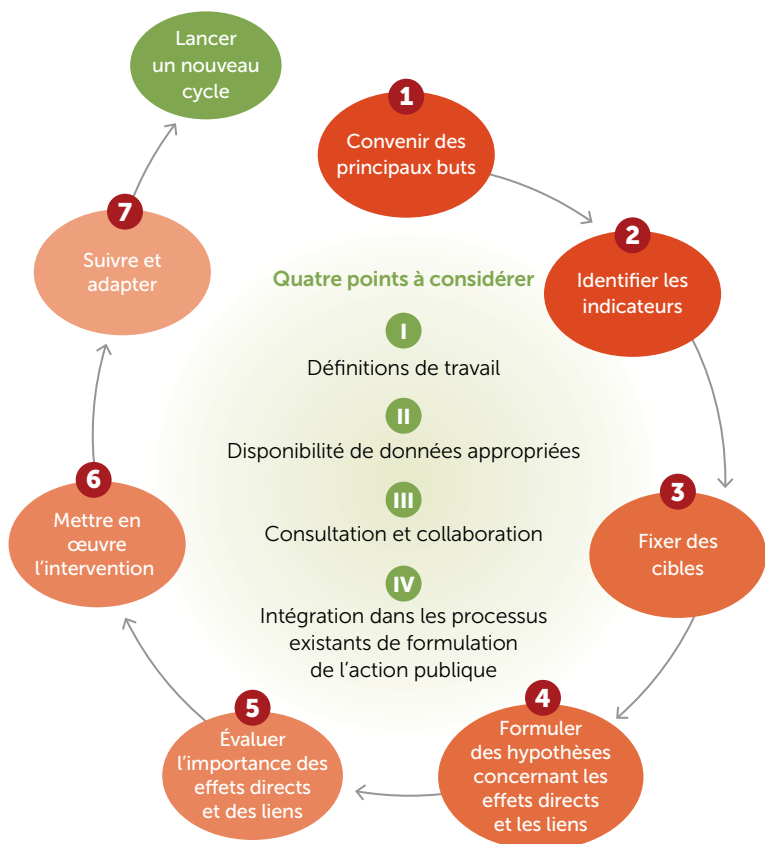 Lancer
un nouveau
cycle
1
Convenir des
principaux buts
2
Identifier les
indicateurs
3
Fixer des
cibles
4
Formuler
des hypothèses
concernant les
effets directs
et les liens
5
Évaluer
l’importance des
effets directs
et des liens
6
Mettre en
œuvre
l’intervention
7
Suivre et
adapter
Quatre points à considérer
I
Définitions de travail
II
Disponibilité de données appropriées
III
Consultation et collaboration
IV
Intégration dans les processus
existants de formulation
de l’action publique